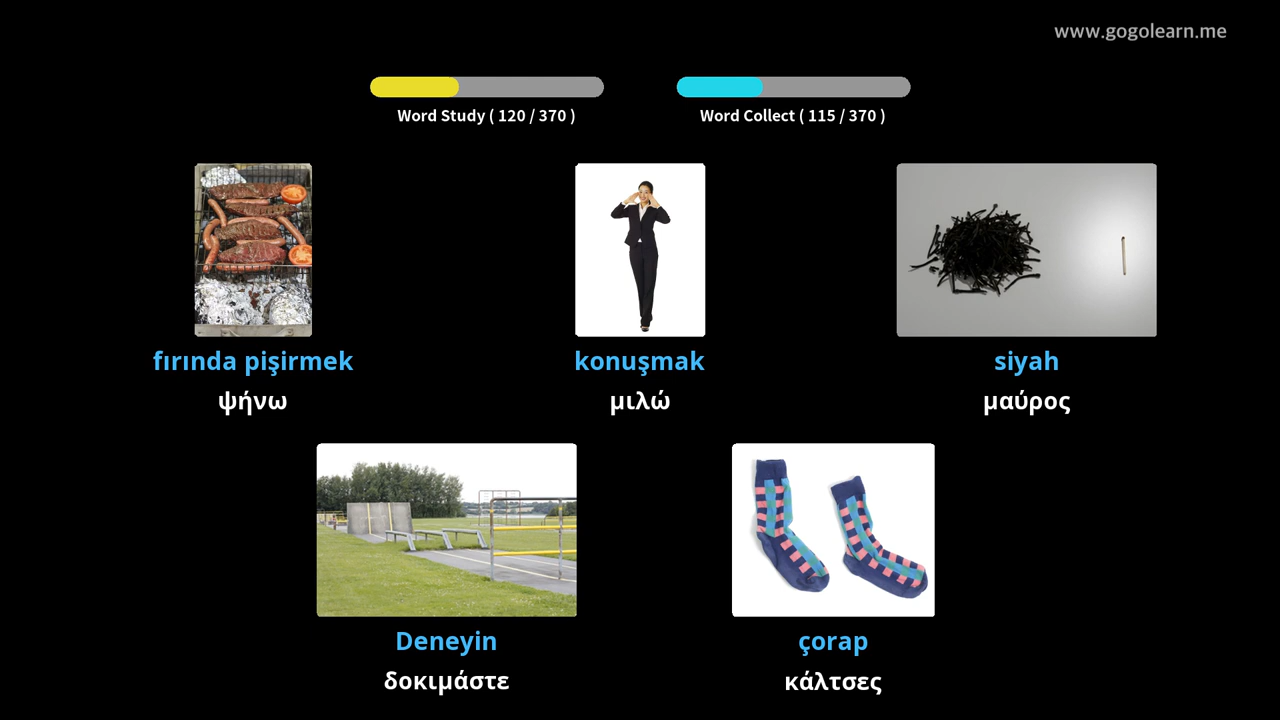 www.gogolearn.me
Word Study ( 120 / 370 )
Word Collect ( 115 / 370 )
fırında pişirmek
ψήνω
konuşmak
μιλώ
siyah
μαύρος
Deneyin
δοκιμάστε
çorap
κάλτσες